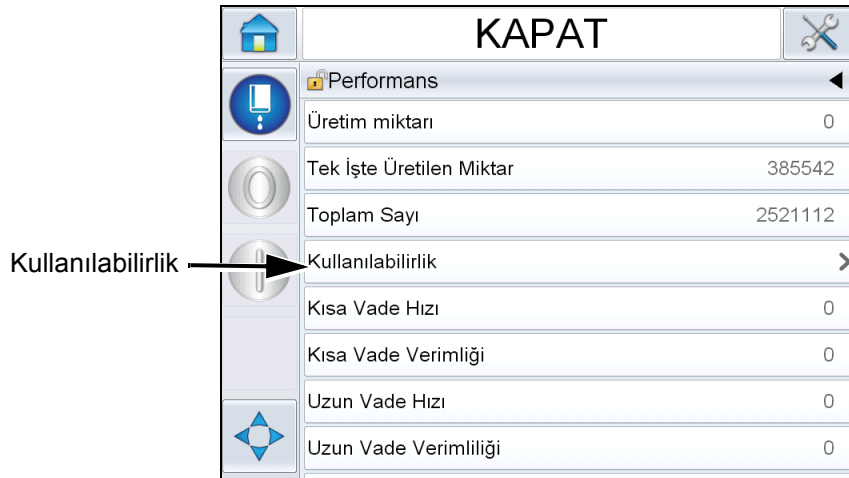 KAPAT
Performans
Üretim miktarı 0
Tek İşte Üretilen Miktar 385542
Toplam Sayı 2521112
Kullanılabilirlik
Kullanılabilirlik
Kısa Vade Hızı 0
Kısa Vade Verimliği 0
Uzun Vade Hızı 0
Uzun Vade Verimliliği 0